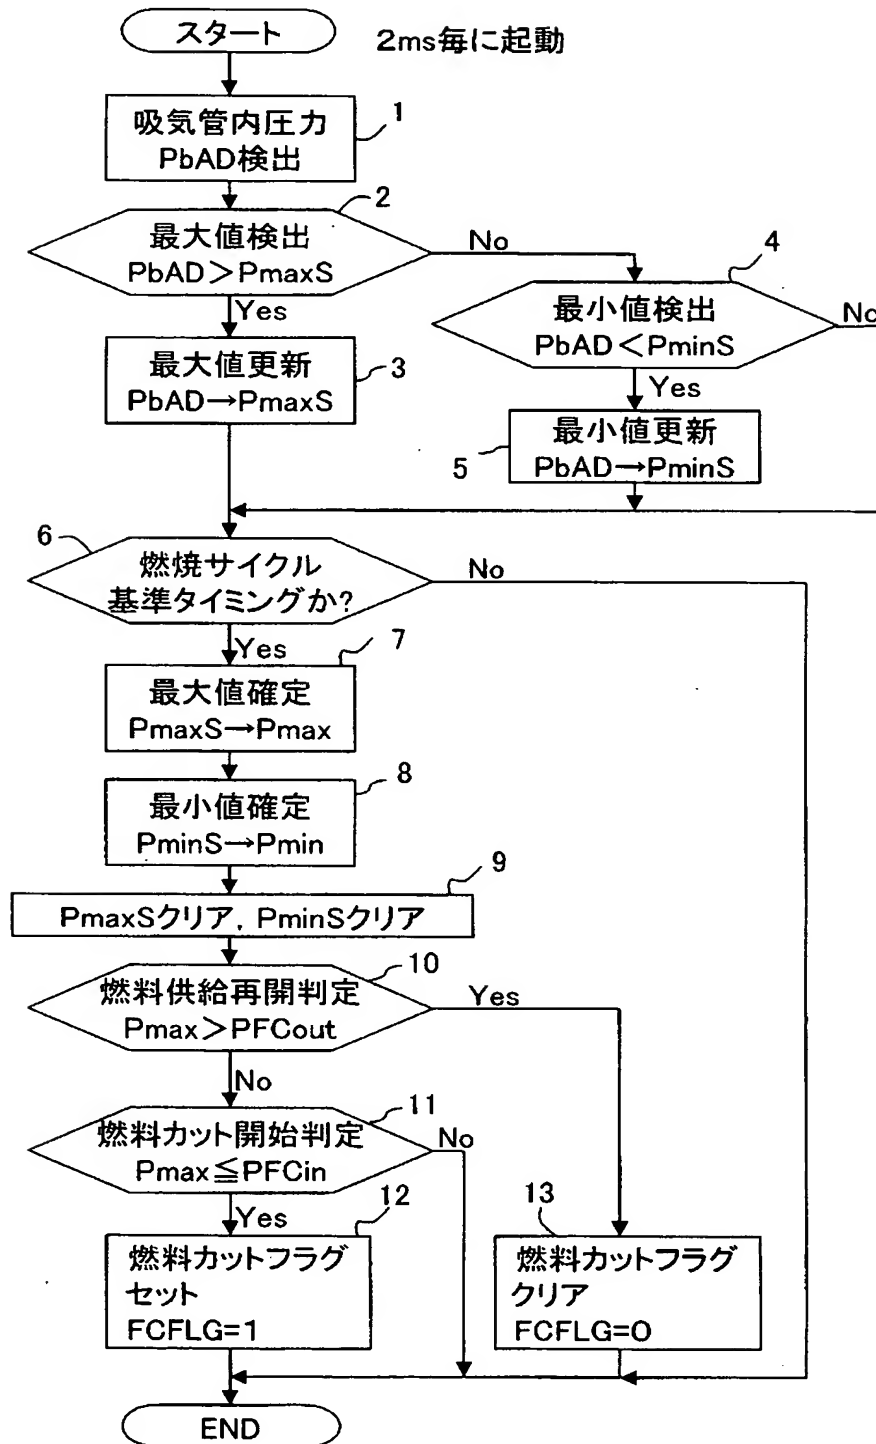 スタート
2ms毎に起動
吸気管内圧力
PbAD検出
1
2
最大値検出
PbAD＞PmaxS
No
Yes
4
最小値検出
PbAD＜PminS
No
Yes
最大値更新
PbAD→PmaxS
3
最小値更新
PbAD→PminS
5
6
燃焼サイクル
基準タイミングか?
No
Yes
7
最大値確定
PmaxS→Pmax
8
最小値確定
PminS→Pmin
9
PmaxSクリア，PminSクリア
10
燃料供給再開判定
Pmax＞PFCout
Yes
No
11
燃料カット開始判定
Pmax≦PFCin
No
Yes
12
燃料カットフラグ
セット
FCFLG=1
13
燃料カットフラグ
クリア
FCFLG=0
END